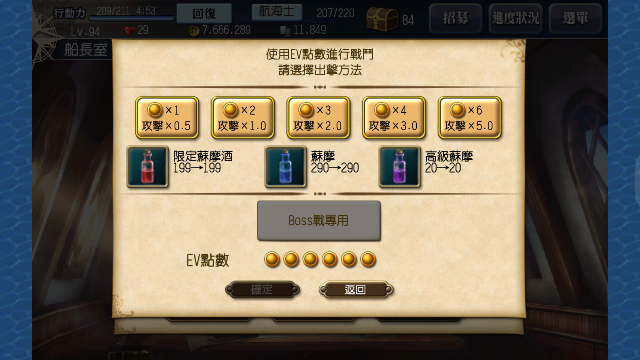 行動力 209/211 4:53 回復 航海士 207/220 84 招募 進度狀況 選單
Lv.94 29 7.666.289 11.849
船長室
使用EV點數進行戰鬥
請選擇出擊方法
×1 ×2 ×3 ×4 ×6
攻擊×0.5 攻擊×1.0 攻擊×2.0 攻擊×3.0 攻擊×5.0
限定蘇摩酒 蘇摩 高級蘇摩
199→199 290→290 20→20
Boss戰專用
EV點數
確定 返回